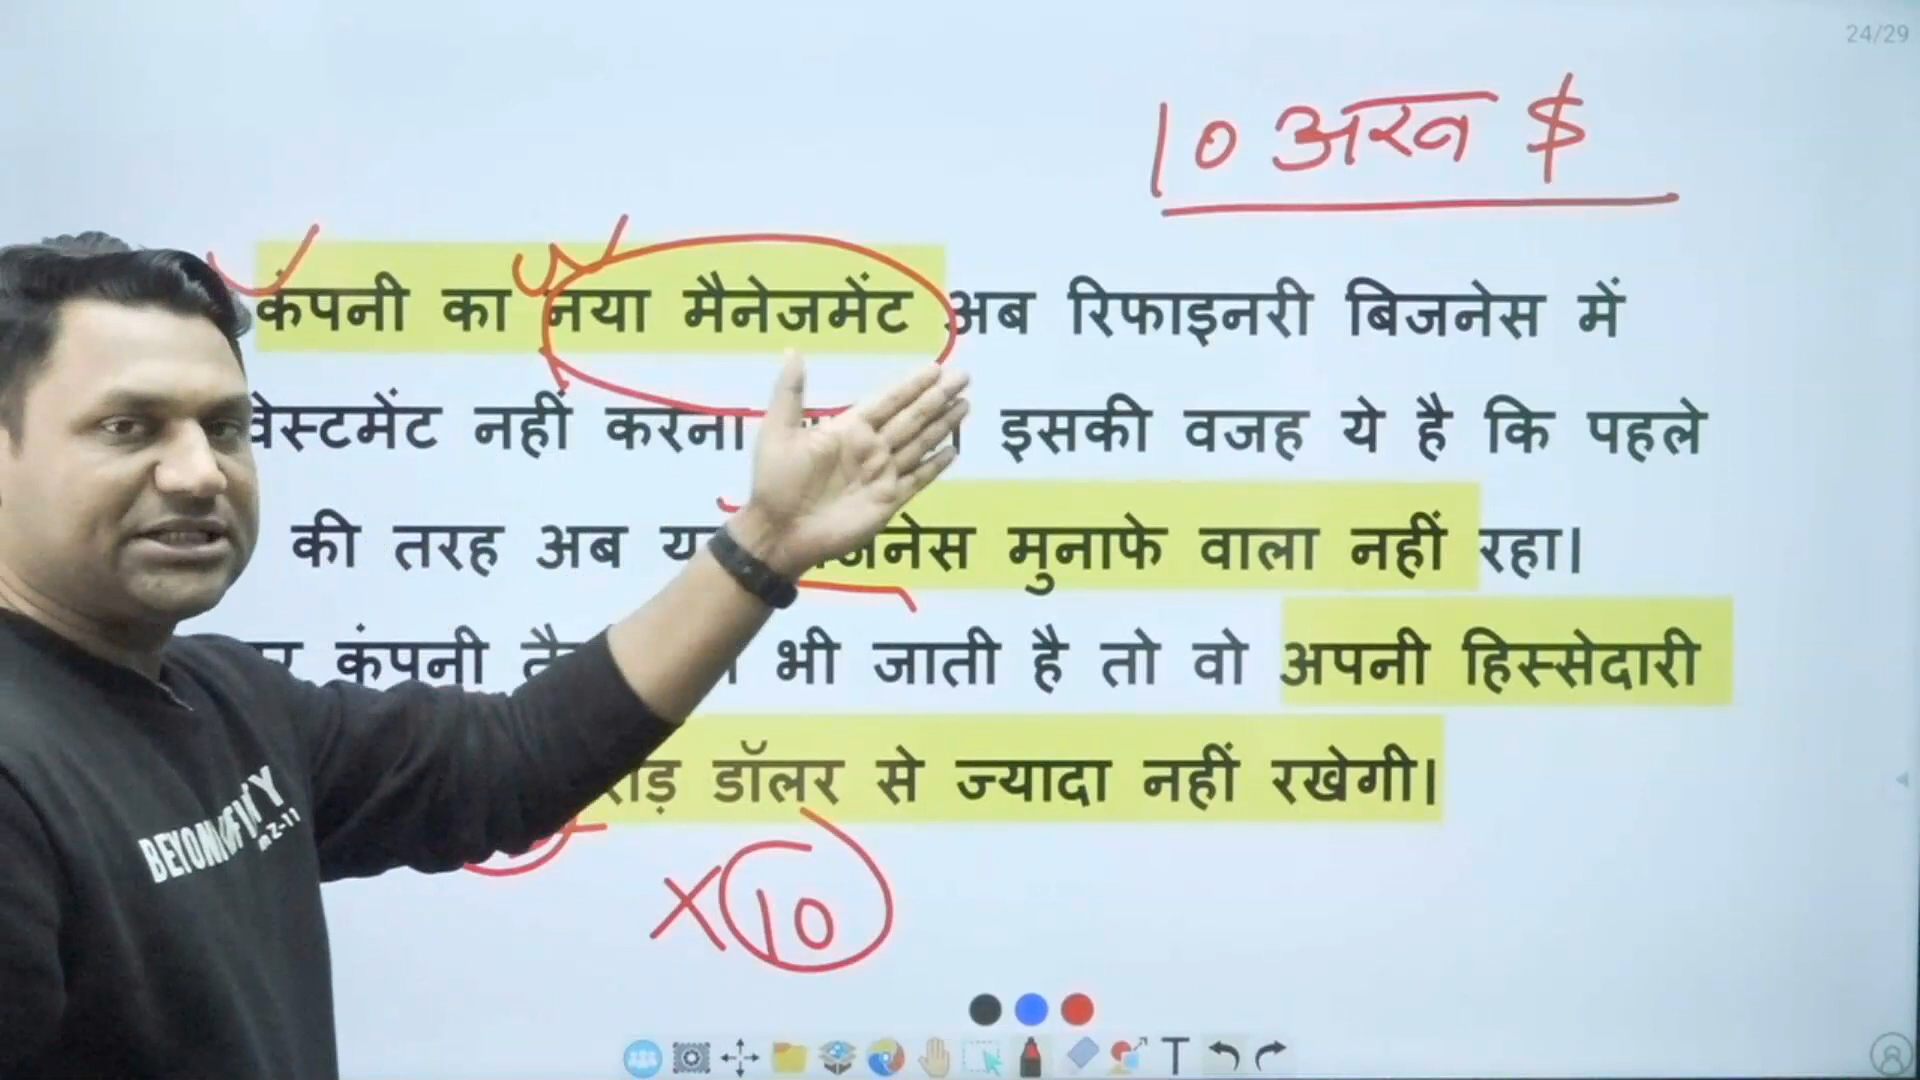 24/29
10 अरब $
कंपनी का नया मैनेजमेंट अब रिफाइनरी बिजनेस में
नहीं करना इसकी वजह ये है कि पहले
की तरह अब मुनाफे वाला नहीं रहा।
कंपनी भी जाती है तो वो अपनी हिस्सेदारी
डॉलर से ज्यादा नहीं रखेगी।
x 10
BEYOND OF
T